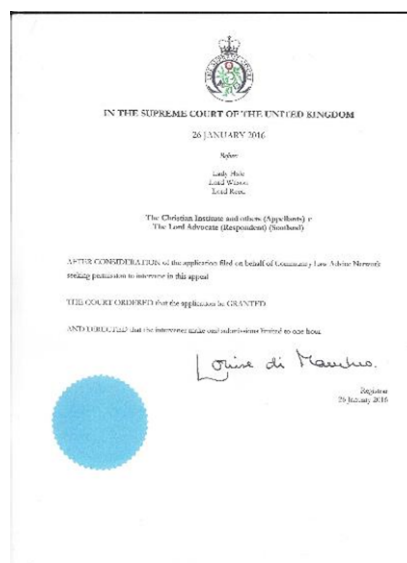 IN THE SUPREME COURT OF THE UNITED KINGDOM
26 JANUARY 2016
Before
Lady Hale
Lord Wilson
Lord Reed
The Christian Institute and others (Appellants) v
The Lord Advocate (Respondent) (Scotland)
AFTER CONSIDERATION of the application filed on behalf of Community Law Advice Network
seeking permission to intervene in this appeal
THE COURT ORDERED that the application be GRANTED
AND DIRECTED that the intervener make oral submissions limited to one hour
Louise di Mambro.
Registrar
26 January 2016